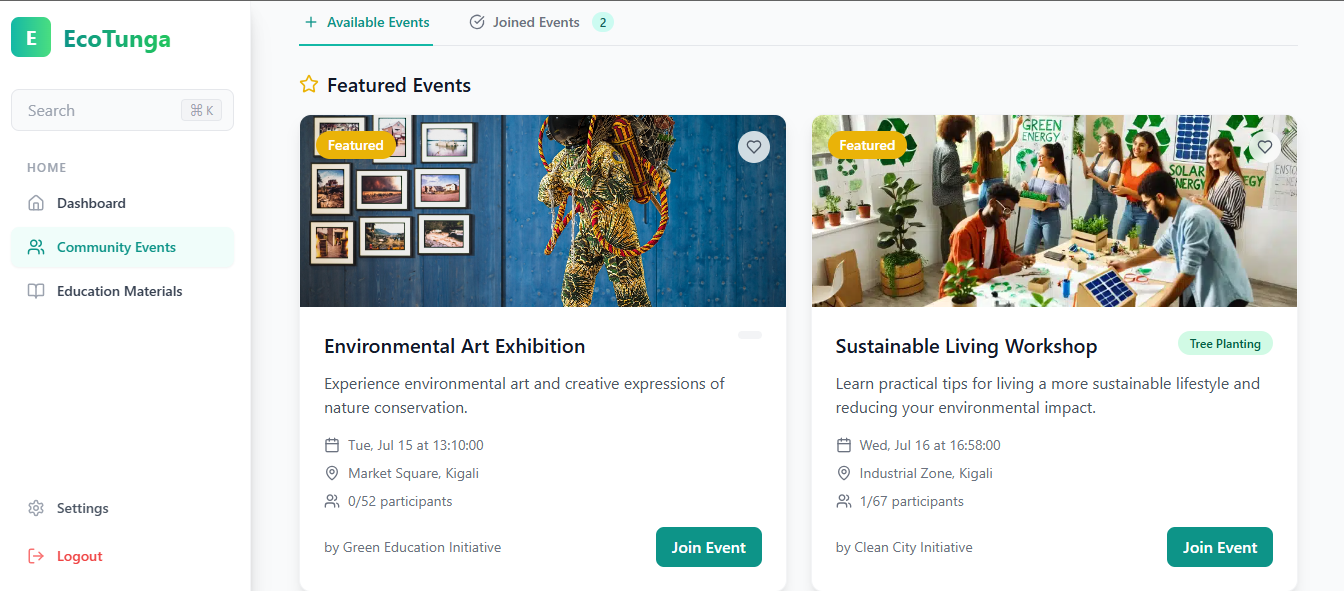 E EcoTunga
Search ⌘ K
HOME
Dashboard
Community Events
Education Materials
Settings
Logout
Available Events
Joined Events 2
Featured Events
Featured
Environmental Art Exhibition
Experience environmental art and creative expressions of
nature conservation.
Tue, Jul 15 at 13:10:00
Market Square, Kigali
0/52 participants
by Green Education Initiative
Join Event
Featured
GREEN
ENERGY
SOLAR
ENERGY
Sustainable Living Workshop
Tree Planting
Learn practical tips for living a more sustainable lifestyle and
reducing your environmental impact.
Wed, Jul 16 at 16:58:00
Industrial Zone, Kigali
1/67 participants
by Clean City Initiative
Join Event